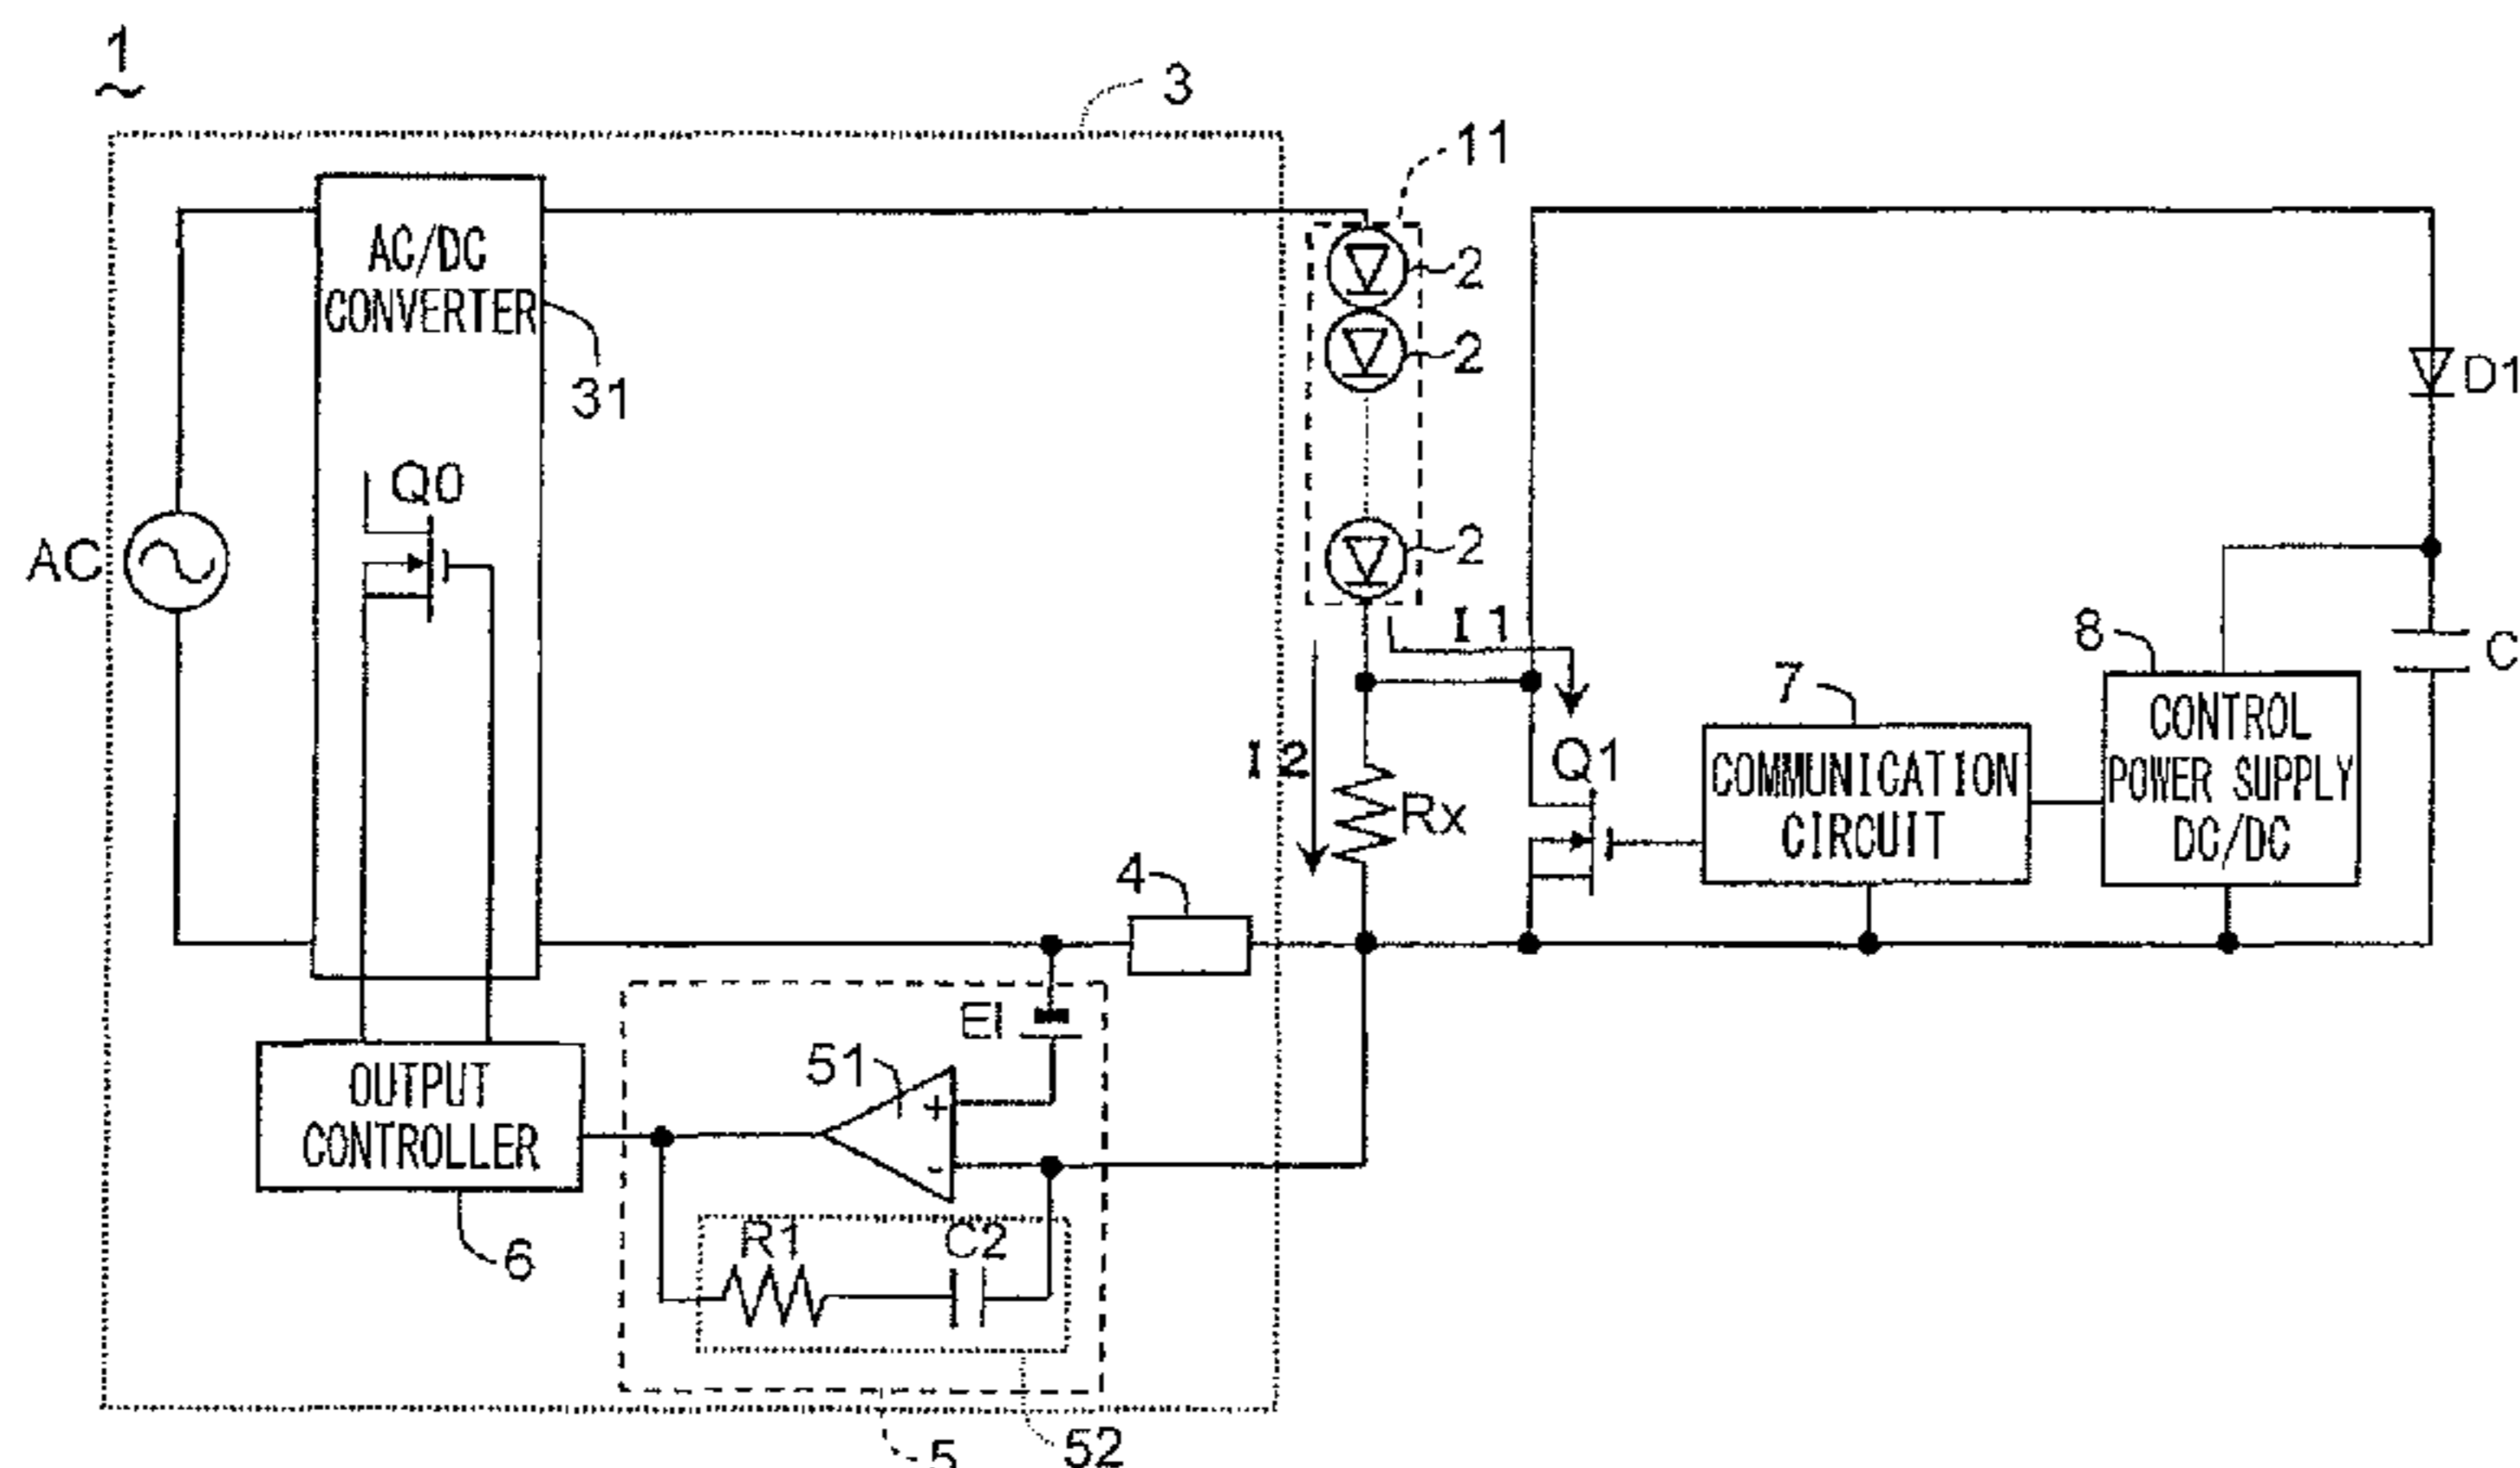 1
3
11
AC/DC
CONVERTER
2
2
31
D1
Q0
AC
2
I1
8
C
7
CONTROL
POWER SUPPLY
DC/DC
I2
Q1
COMMUNICATION
CIRCUIT
Rx
4
EI
51
+
OUTPUT
CONTROLLER
-
R1
C2
6
5
52